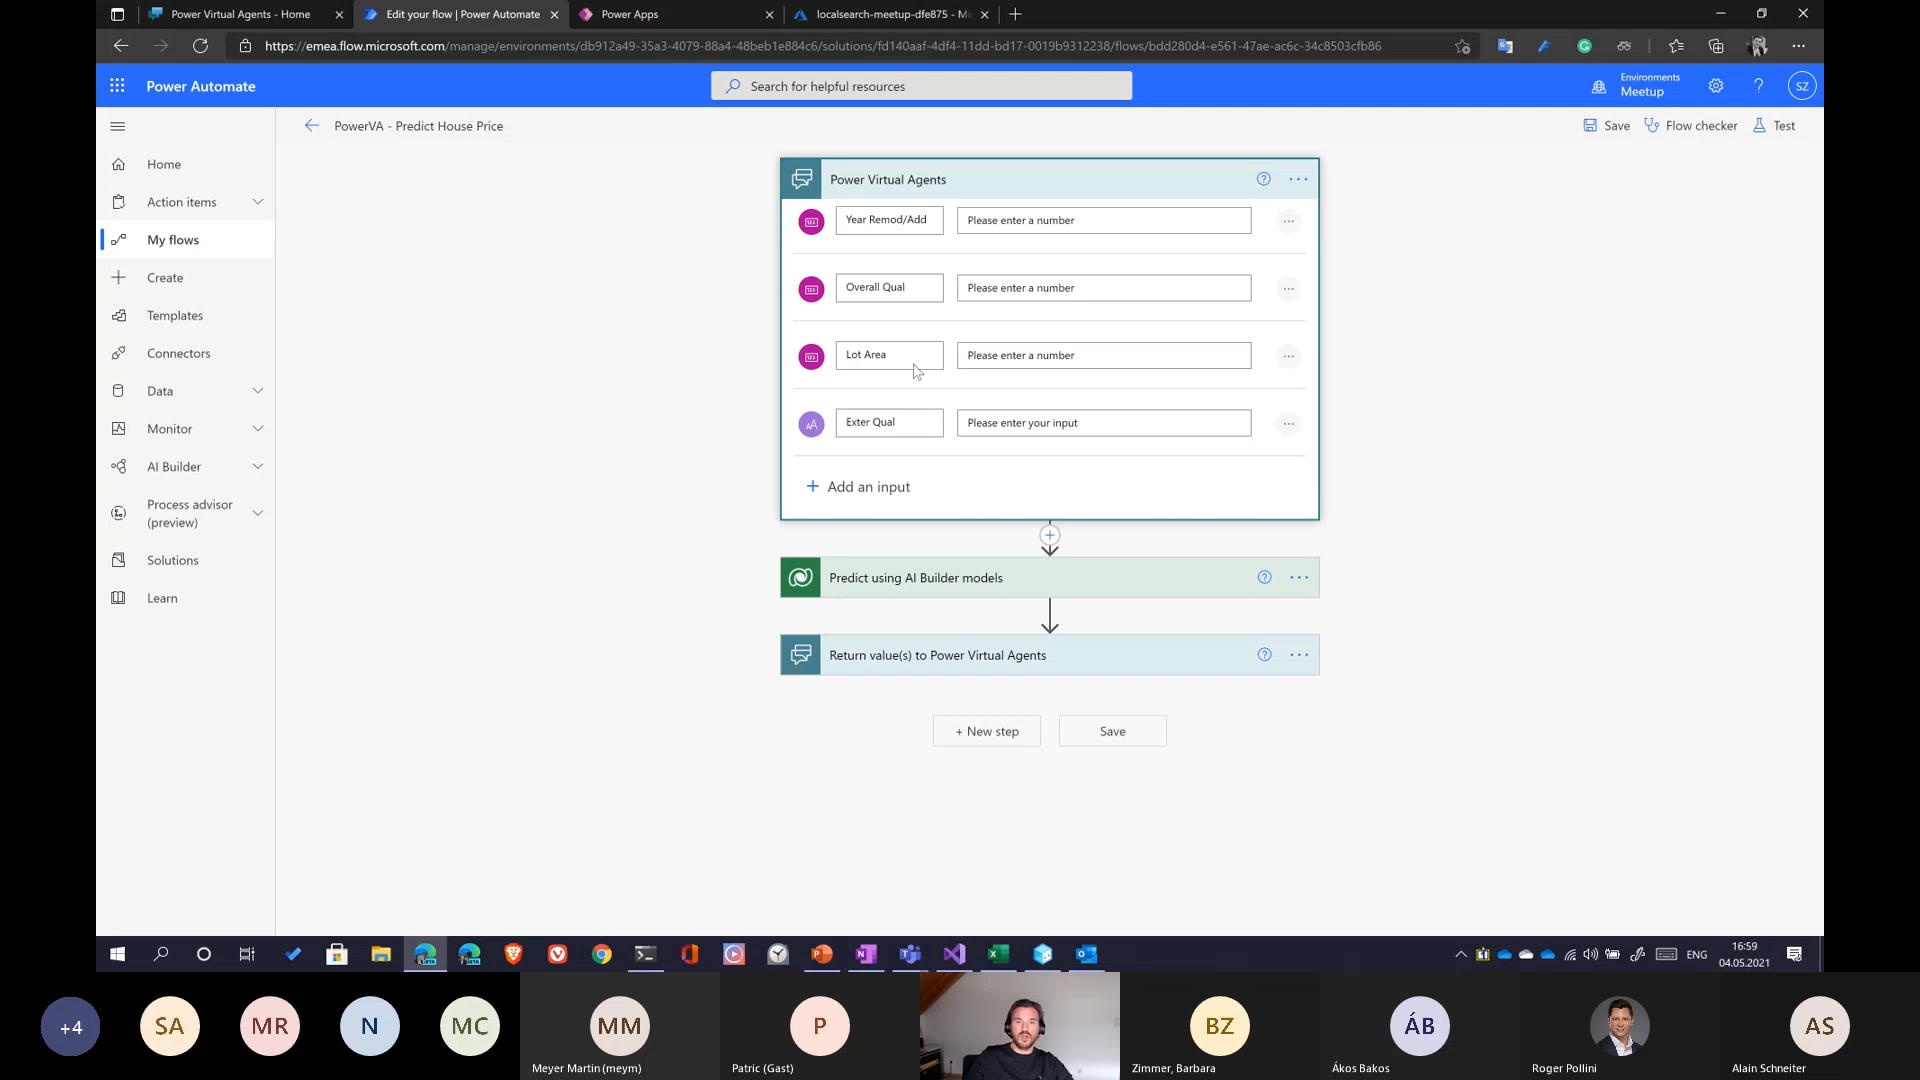 Power Virtual Agents - Home
Edit your flow | Power Automate
Power Apps
localsearch-meetup-dfe875 - Mi
https://emea.flow.microsoft.com/manage/environments/db912a49-35a3-4079-88a4-48beb1e884c6/solutions/fd140aaf-4df4-11dd-bd17-0019b9312238/flows/bdd280d4-e561-47ae-ac6c-34c8503cfb86
Power Automate
Search for helpful resources
Environments
Meetup
?
SZ
PowerVA - Predict House Price
Save
Flow checker
Test
Home
Action items
My flows
Create
Templates
Connectors
Data
Monitor
AI Builder
Process advisor
(preview)
Solutions
Learn
Power Virtual Agents
Year Remod/Add
Please enter a number
Overall Qual
Please enter a number
Lot Area
Please enter a number
Exter Qual
Please enter your input
+ Add an input
Predict using AI Builder models
Return value(s) to Power Virtual Agents
+ New step
Save
ENG
16:59
04.05.2021
+4
SA
MR
N
MC
MM
Meyer Martin (meym)
P
Patric (Gast)
BZ
Zimmer, Barbara
ÁB
Ákos Bakos
Roger Pollini
AS
Alain Schneiter